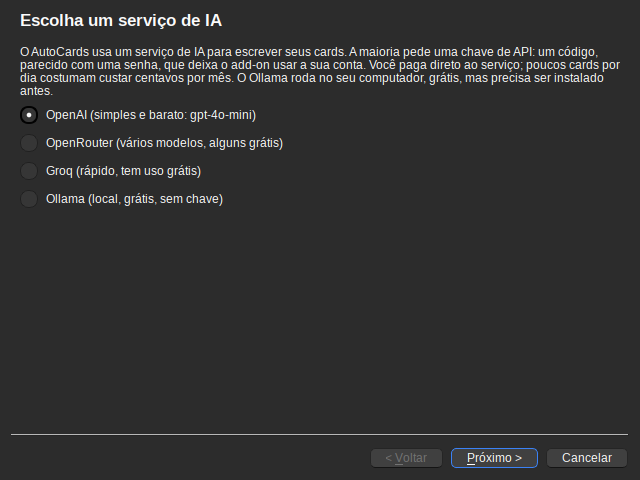 Escolha um serviço de IA
O AutoCards usa um serviço de IA para escrever seus cards. A maioria pede uma chave de API: um código,
parecido com uma senha, que deixa o add-on usar a sua conta. Você paga direto ao serviço; poucos cards por
dia costumam custar centavos por mês. O Ollama roda no seu computador, grátis, mas precisa ser instalado
antes.
OpenAI (simples e barato: gpt-4o-mini)
OpenRouter (vários modelos, alguns grátis)
Groq (rápido, tem uso grátis)
Ollama (local, grátis, sem chave)
< Voltar
Próximo >
Cancelar